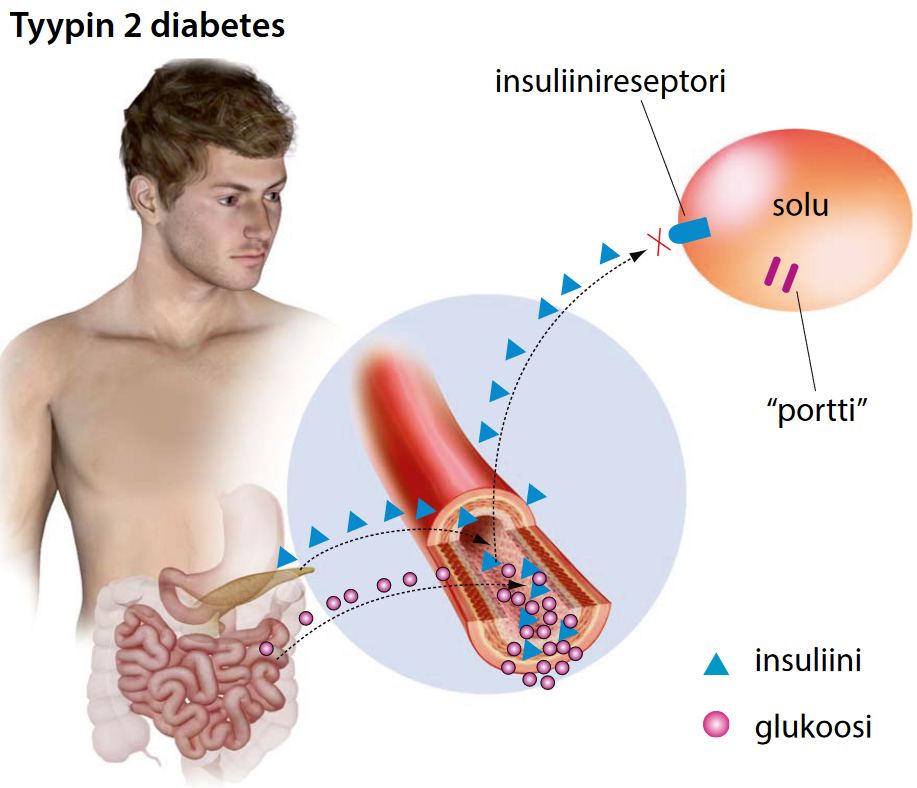 Tyypin 2 diabetes
insuliinireseptori
solu
“portti”
insuliini
glukoosi